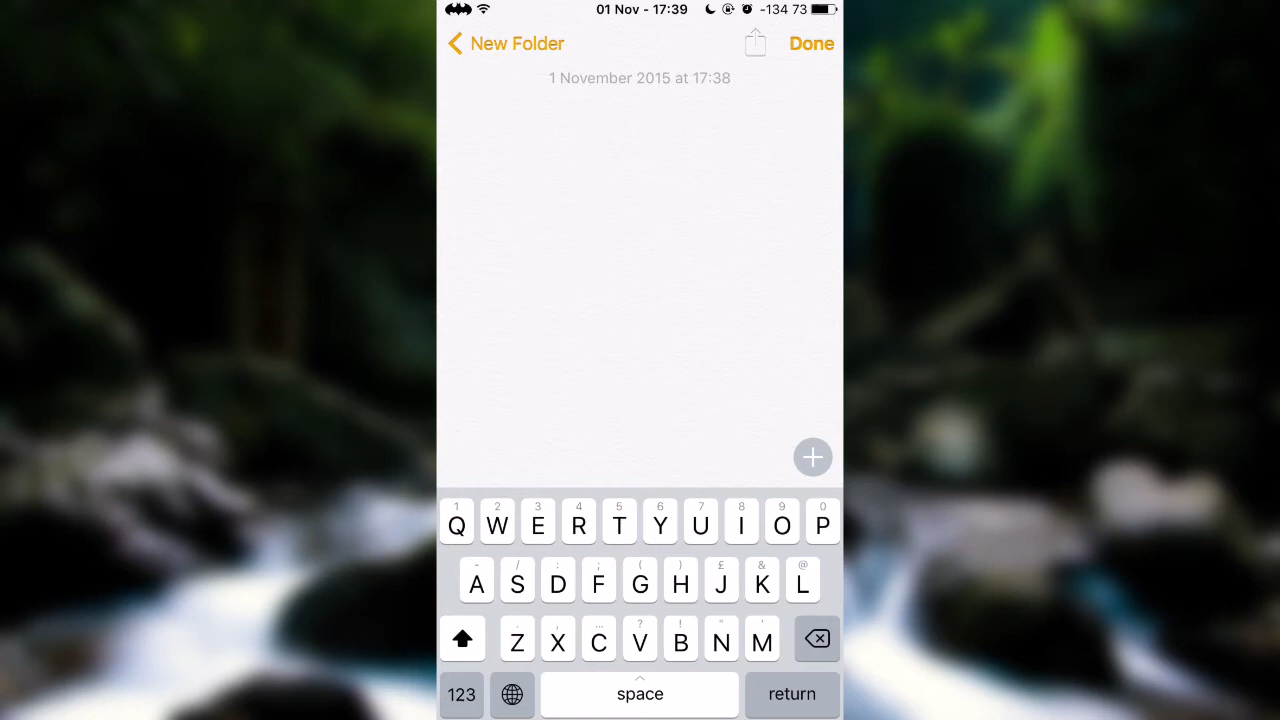 01 Nov - 17:39 -134 73
New Folder Done
1 November 2015 at 17:38
1 2 3 4 5 6 7 8 9 0
Q W E R T Y U I O P
- / : ; ( ) £ & @
A S D F G H J K L
. , ... ? ! " '
Z X C V B N M
123 space return